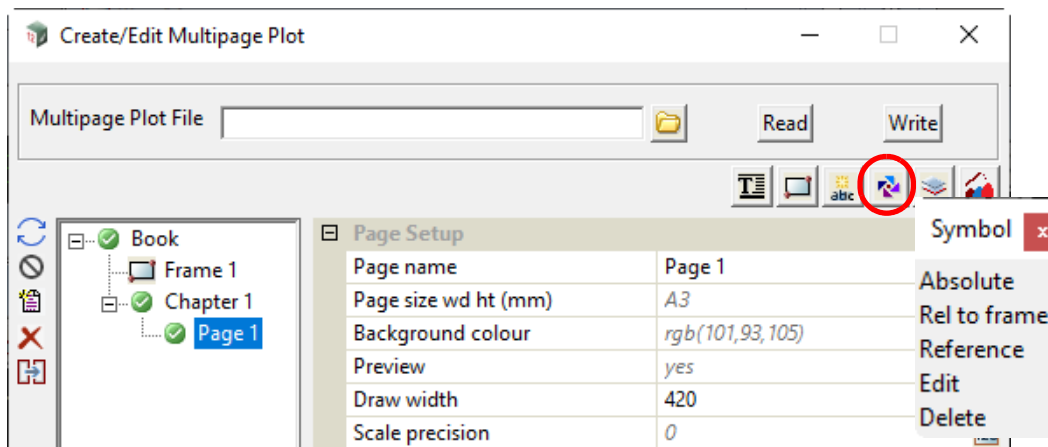 Create/Edit Multipage Plot
Multipage Plot File Read Write
T abc
Symbol x
Book
Frame 1
Chapter 1
Page 1
Page Setup
Page name Page 1
Page size wd ht (mm) A3
Background colour rgb(101,93,105)
Preview yes
Draw width 420
Scale precision 0
Absolute
Rel to frame
Reference
Edit
Delete